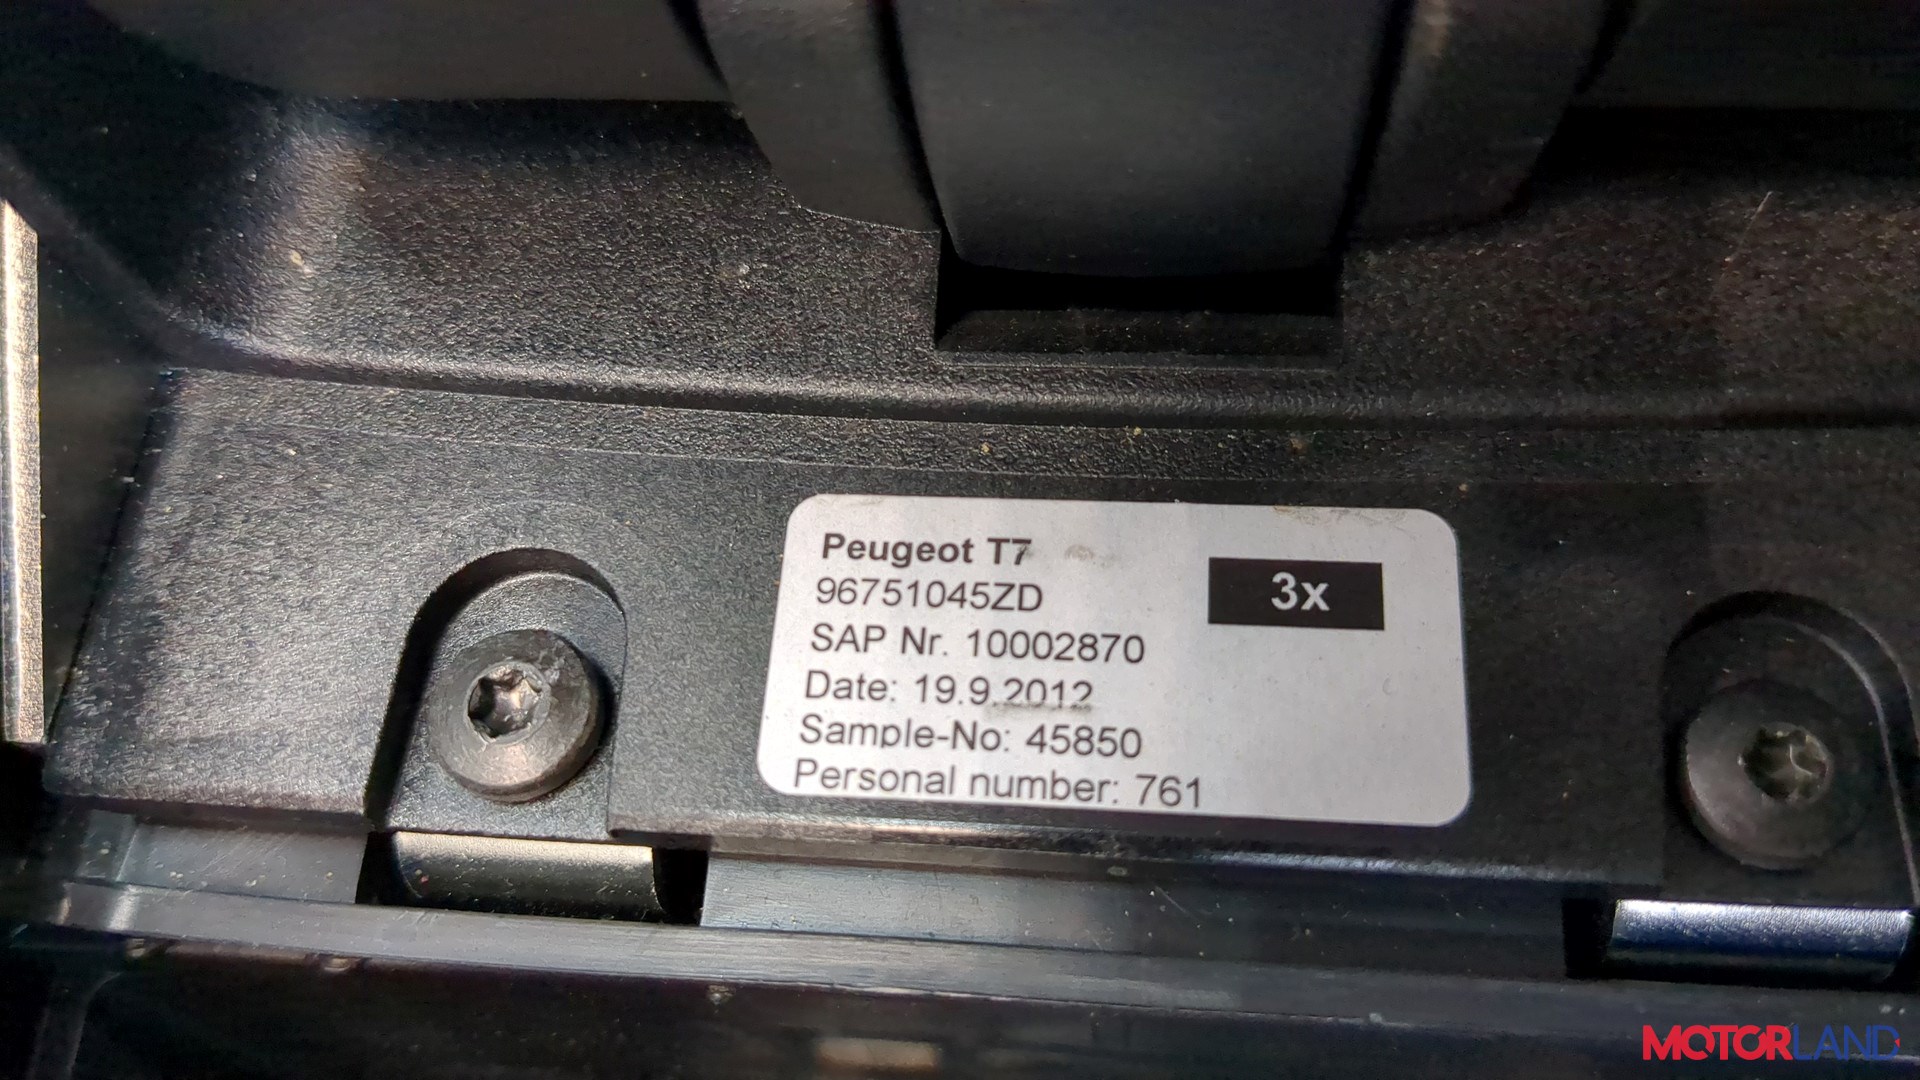 Peugeot T7
3x
96751045ZD
SAP Nr. 10002870
Date: 19.9.2012
Sample-No: 45850
Personal number: 761
MOTORLAND